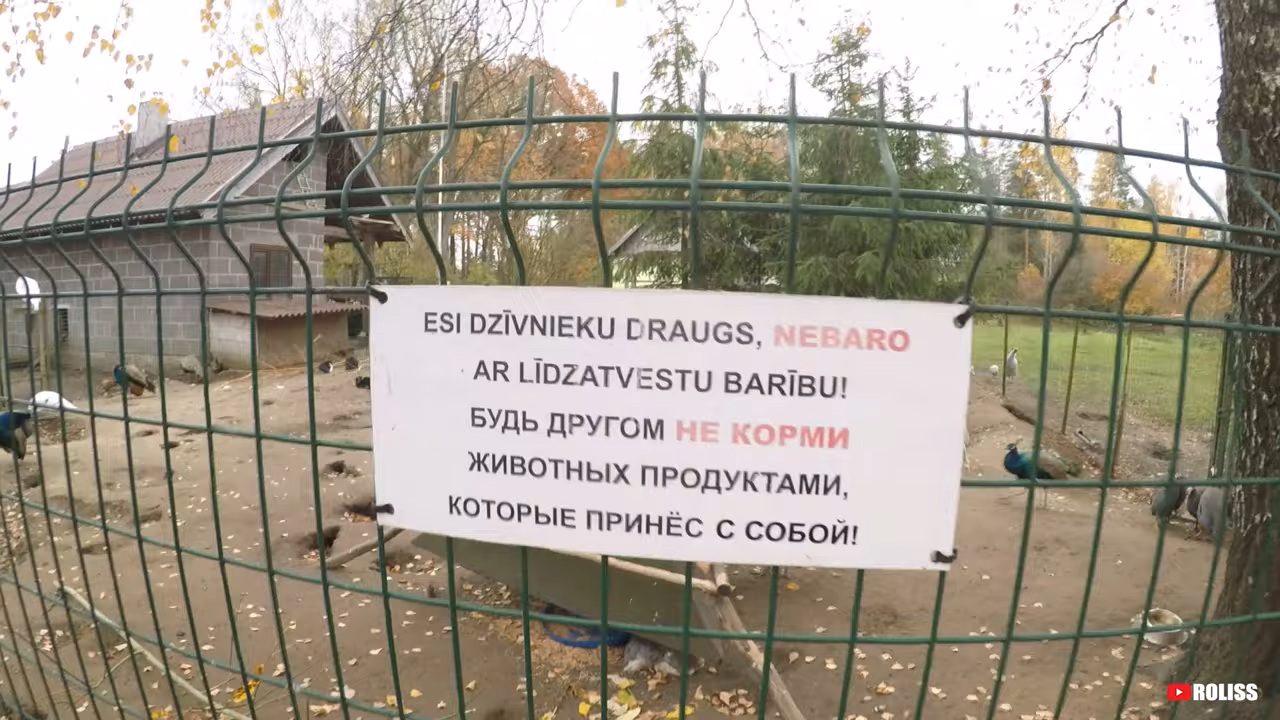 ESI DZĪVNIEKU DRAUGS, NEBARO
AR LĪDZATVESTU BARĪBU!
БУДЬ ДРУГОМ НЕ КОРМИ
ЖИВОТНЫХ ПРОДУКТАМИ,
КОТОРЫЕ ПРИНЁС С СОБОЙ!
ROLISS